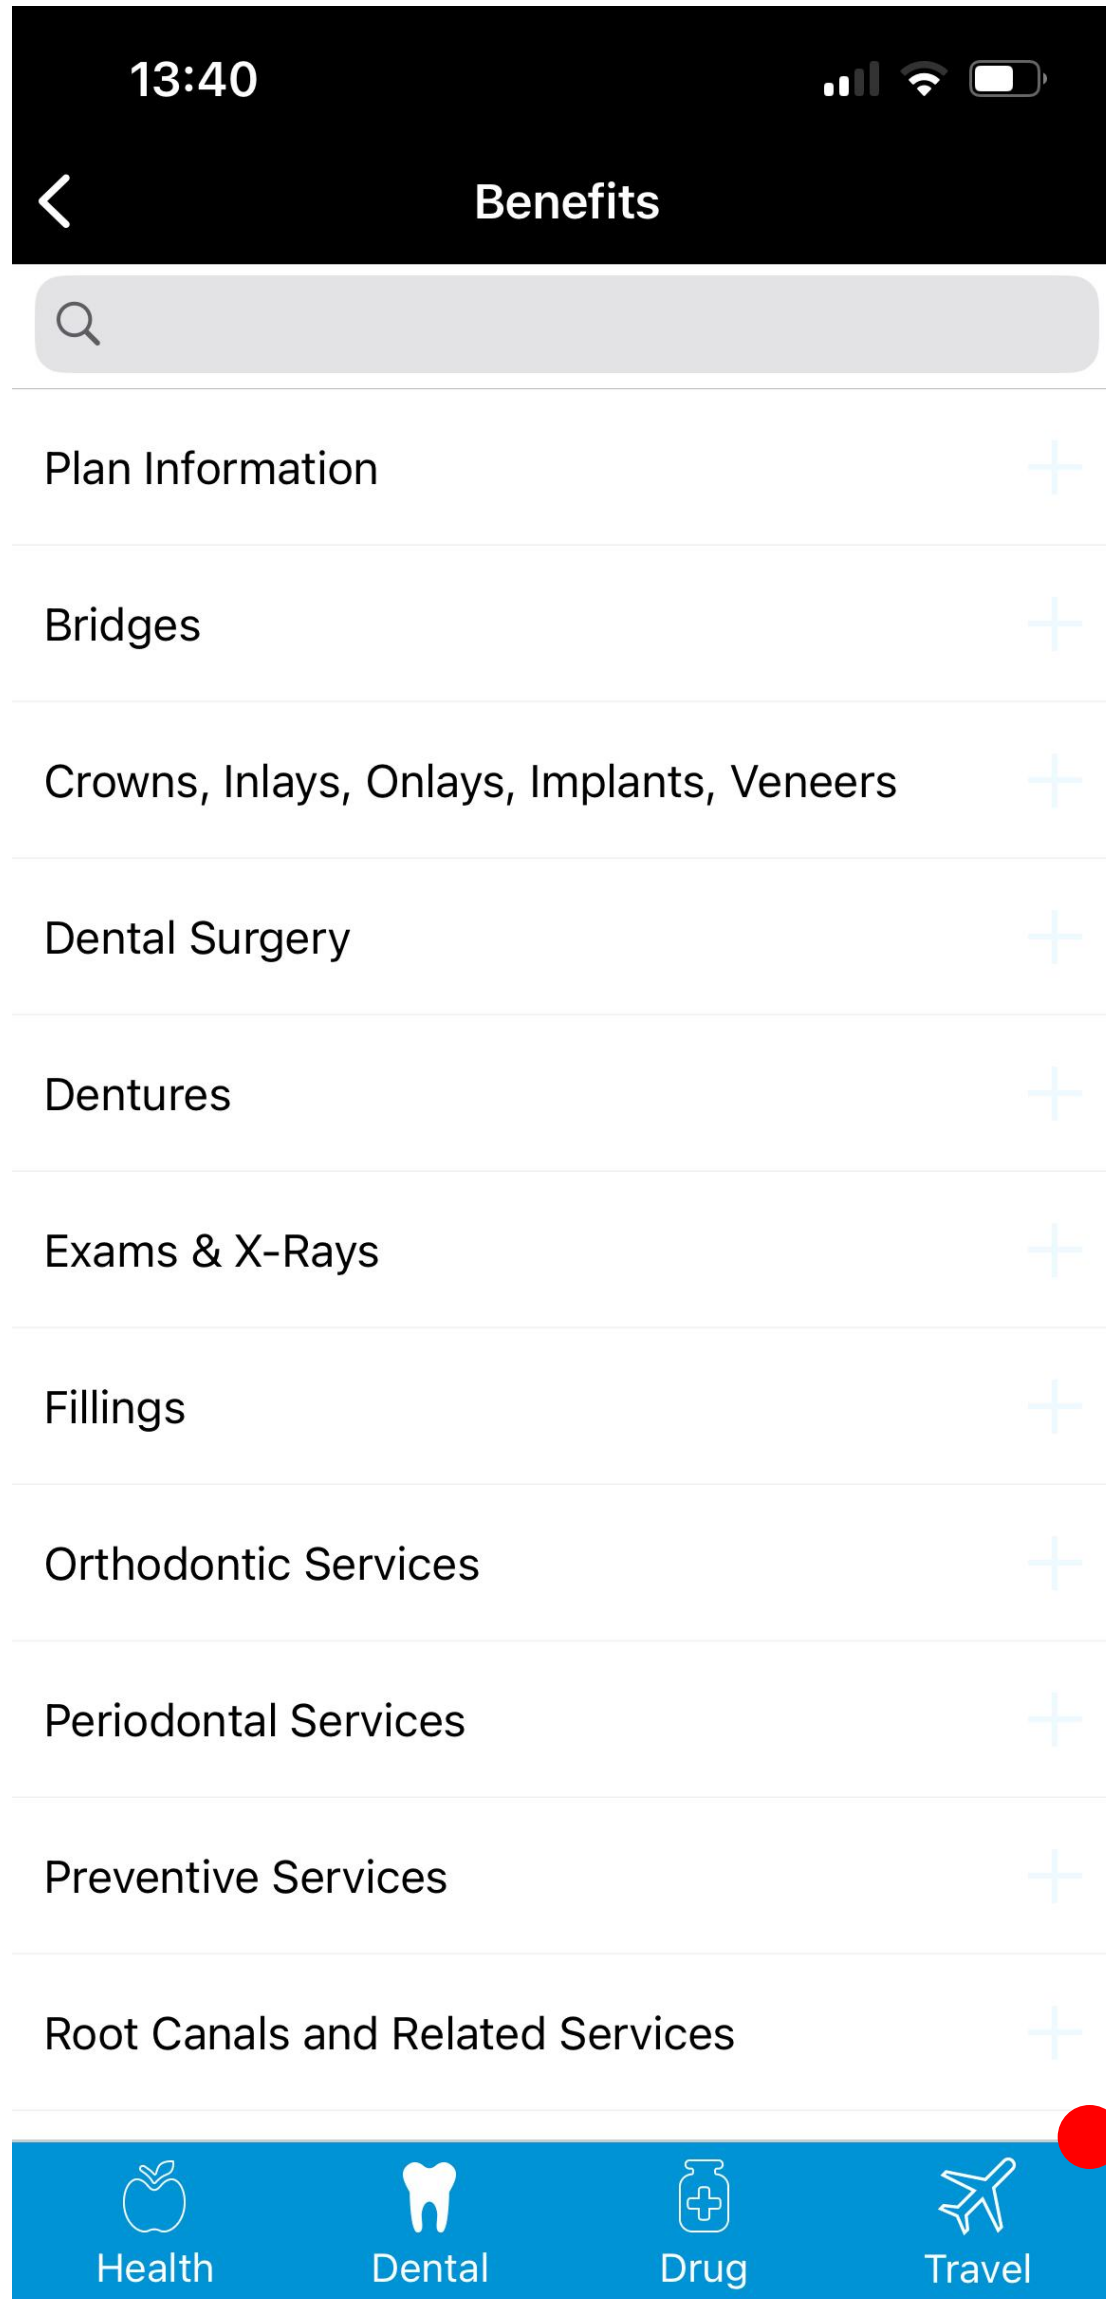 13:40
Benefits
Plan Information
Bridges
Crowns, Inlays, Onlays, Implants, Veneers
Dental Surgery
Dentures
Exams & X-Rays
Fillings
Orthodontic Services
Periodontal Services
Preventive Services
Root Canals and Related Services
Health Dental Drug Travel